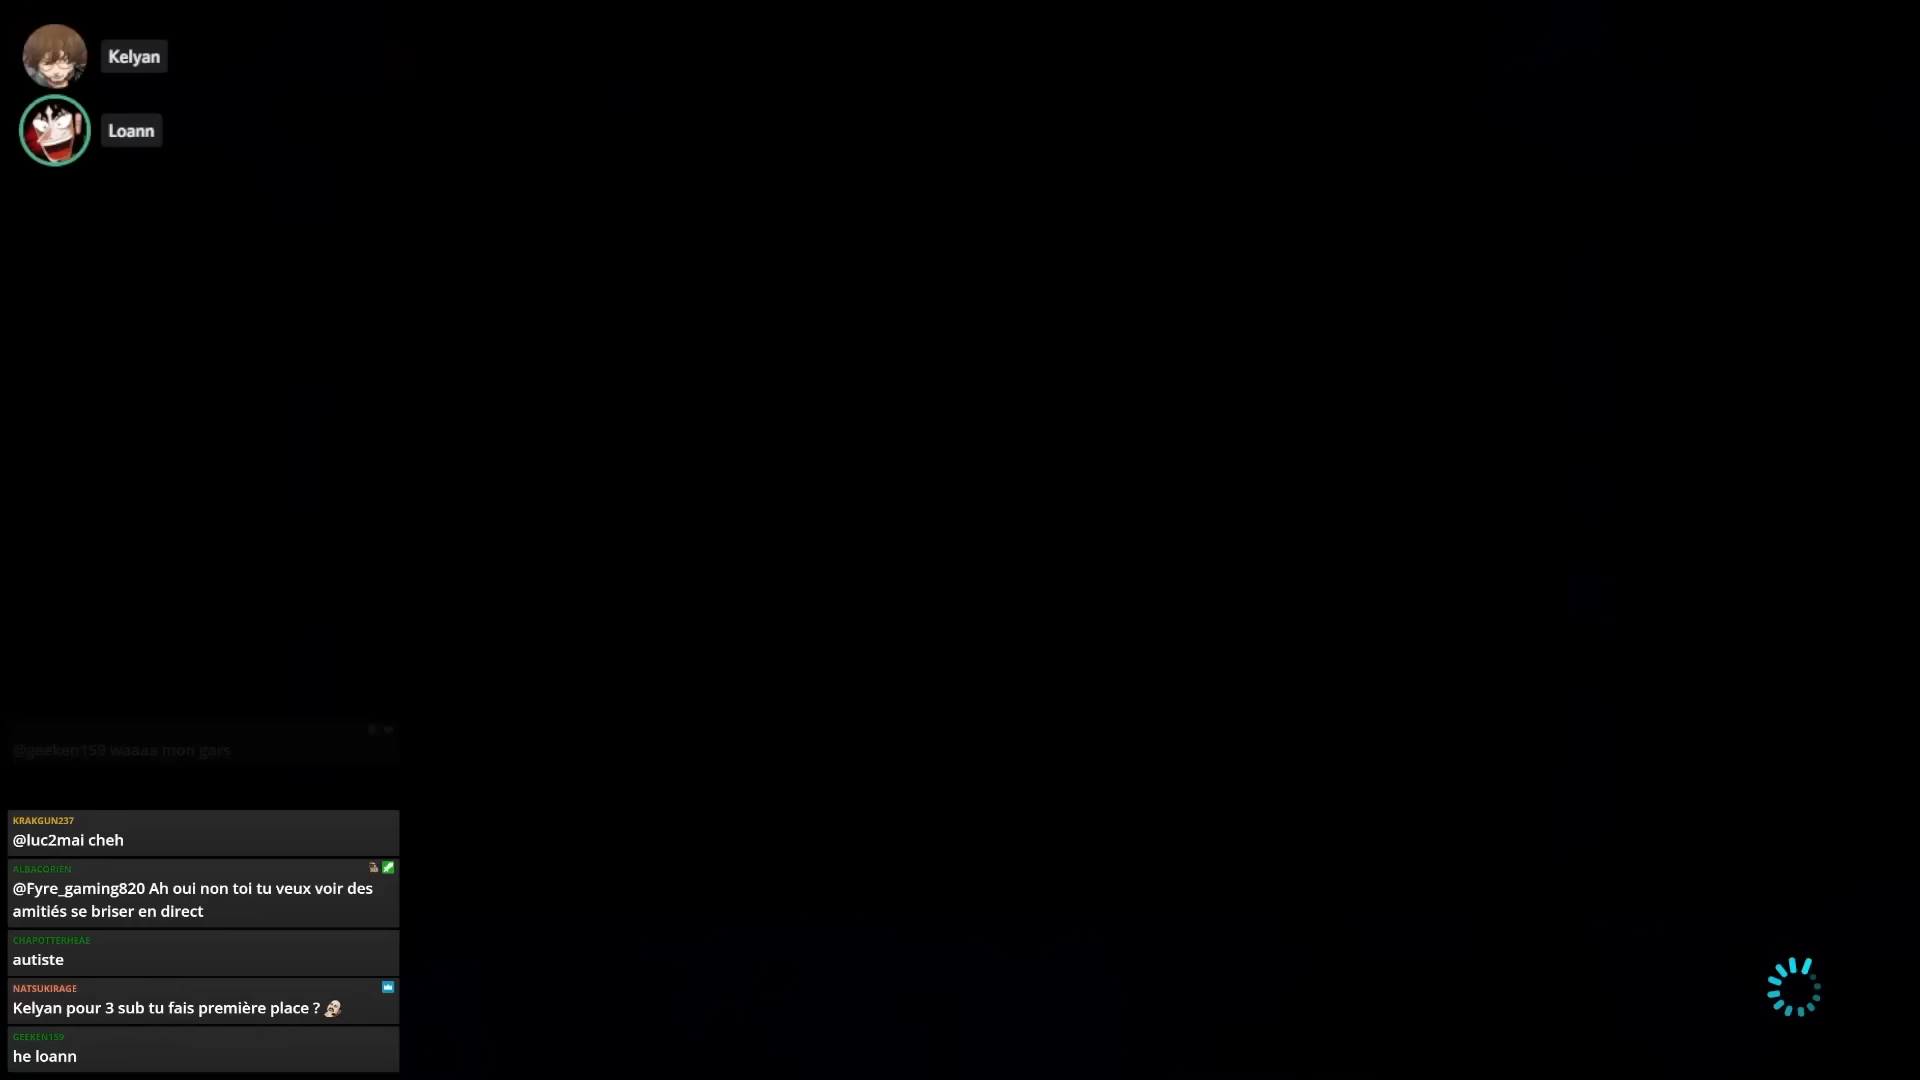 Kelyan
Loann
@geeken159 waaaa mon gars
KRAKGUN237
@luc2mai cheh
ALBACORIEN
@Fyre_gaming820 Ah oui non toi tu veux voir des
amitiés se briser en direct
CHAPOTTERHEAE
autiste
NATSUKIRAGE
Kelyan pour 3 sub tu fais première place ?
GEEKEN159
he loann